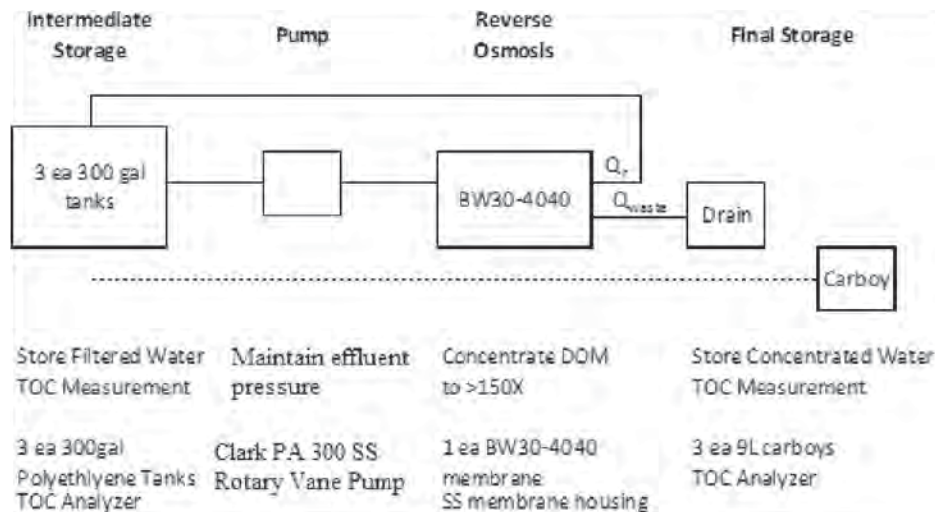 Intermediate
Storage
Pump
Reverse
Osmosis
Final Storage
3 ea 300 gal
tanks
BW30-4040
Qr
Qwaste
Drain
Carboy
Store Filtered Water
TOC Measurement
Maintain effluent
pressure
Concentrate DOM
to >150X
Store Concentrated Water
TOC Measurement
3 ea 300gal
Polyethlyene Tanks
TOC Analyzer
Clark PA 300 SS
Rotary Vane Pump
1 ea BW30-4040
membrane
SS membrane housing
3 ea 9L carboys
TOC Analyzer